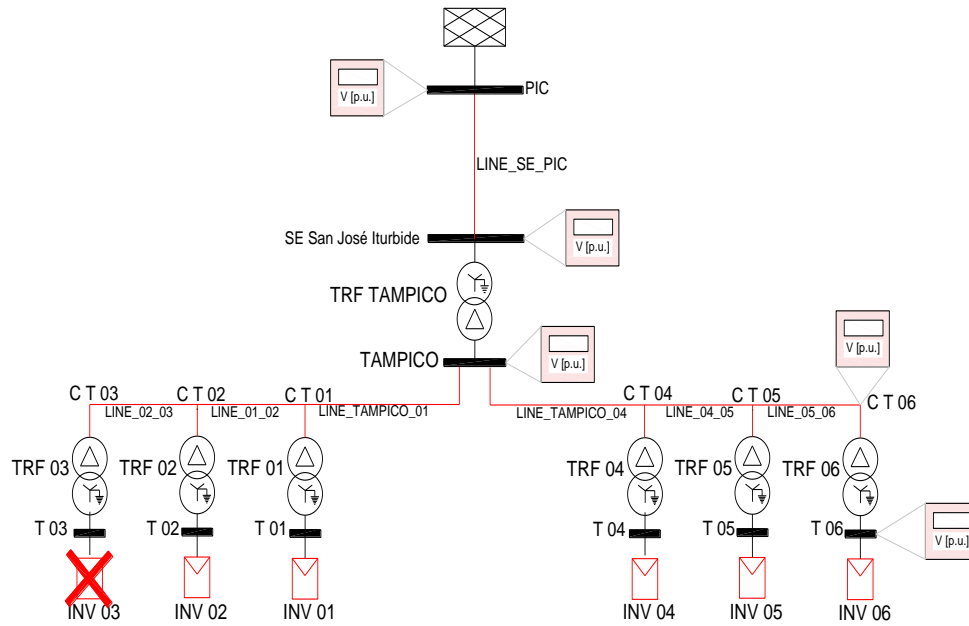 PIC
V [p.u.]
LINE_SE_PIC
SE San José Iturbide
V [p.u.]
TRF TAMPICO
TAMPICO
V [p.u.]
V [p.u.]
C T 03
C T 02
C T 01
C T 04
C T 05
C T 06
LINE_02_03
LINE_01_02
LINE_TAMPICO_01
LINE_TAMPICO_04
LINE_04_05
LINE_05_06
TRF 03
TRF 02
TRF 01
TRF 04
TRF 05
TRF 06
T 03
T 02
T 01
T 04
T 05
T 06
V [p.u.]
INV 03
INV 02
INV 01
INV 04
INV 05
INV 06